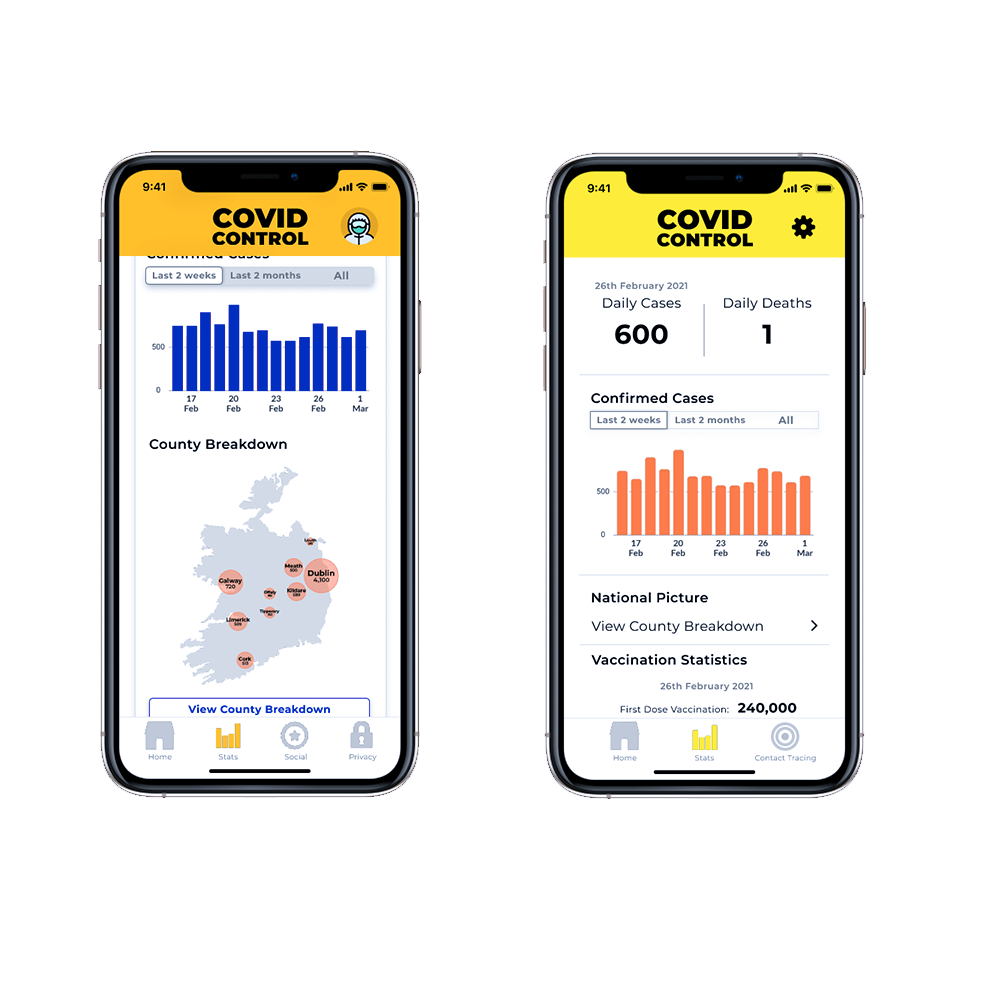 9:41
COVID
CONTROL
Confirmed Cases
Last 2 weeks
Last 2 months
All
500
0
17 Feb
20 Feb
23 Feb
26 Feb
1 Mar
County Breakdown
Louth
Meath
Dublin
4,100
Galway
720
Offaly
Kildare
Tipperary
Limerick
Cork
View County Breakdown
Home
Stats
Social
Privacy
9:41
COVID
CONTROL
26th February 2021
Daily Cases
600
Daily Deaths
1
Confirmed Cases
Last 2 weeks
Last 2 months
All
500
0
17 Feb
20 Feb
23 Feb
26 Feb
1 Mar
National Picture
View County Breakdown
Vaccination Statistics
26th February 2021
First Dose Vaccination: 240,000
Home
Stats
Contact Tracing